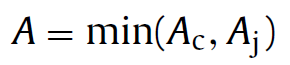 A = min(A_c, A_j)